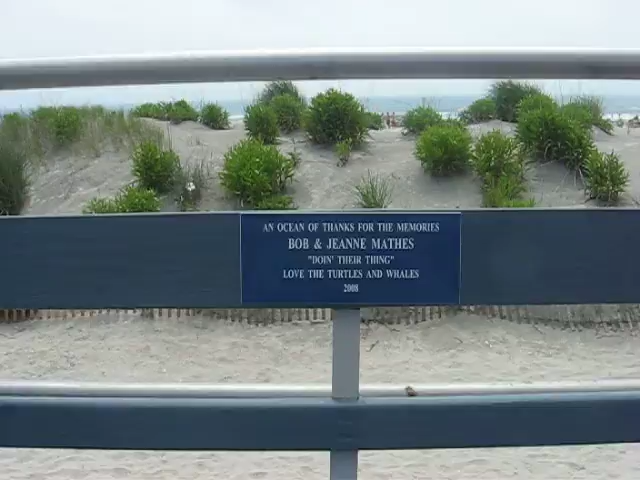 AN OCEAN OF THANKS FOR THE MEMORIES
BOB & JEANNE MATHES
"DOIN' THEIR THING"
LOVE THE TURTLES AND WHALES
2008